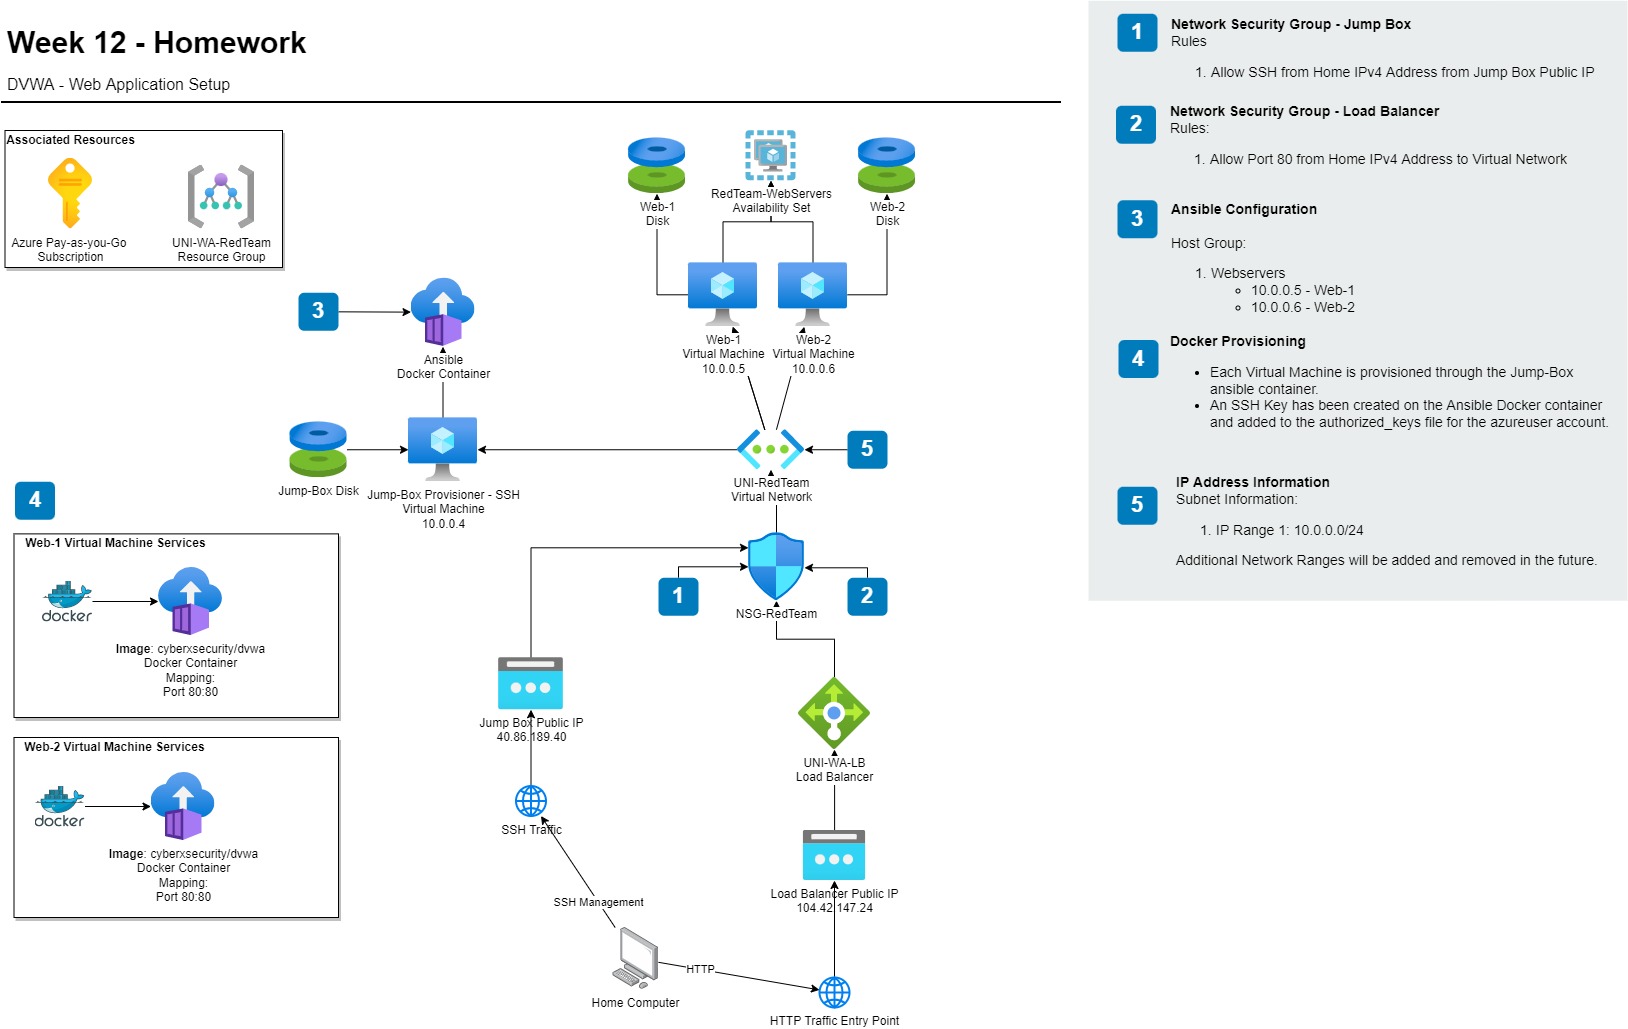 Week 12 - Homework
DVWA - Web Application Setup
Associated Resources
Azure Pay-as-you-Go
Subscription
UNI-WA-RedTeam
Resource Group
Web-1
Disk
RedTeam-WebServers
Availability Set
Web-2
Disk
3
Ansible
Docker Container
Web-1
Virtual Machine
10.0.0.5
Web-2
Virtual Machine
10.0.0.6
Jump-Box Disk
Jump-Box Provisioner - SSH
Virtual Machine
10.0.0.4
UNI-RedTeam
Virtual Network
5
4
Web-1 Virtual Machine Services
docker
Image: cyberxsecurity/dvwa
Docker Container
Mapping:
Port 80:80
Web-2 Virtual Machine Services
docker
Image: cyberxsecurity/dvwa
Docker Container
Mapping:
Port 80:80
1
2
NSG-RedTeam
Jump Box Public IP
40.86.189.40
SSH Traffic
UNI-WA-LB
Load Balancer
Load Balancer Public IP
104.42.147.24
SSH Management
HTTP
Home Computer
HTTP Traffic Entry Point
1
Network Security Group - Jump Box
Rules
1. Allow SSH from Home IPv4 Address from Jump Box Public IP
2
Network Security Group - Load Balancer
Rules:
1. Allow Port 80 from Home IPv4 Address to Virtual Network
3
Ansible Configuration
Host Group:
1. Webservers
10.0.0.5 - Web-1
10.0.0.6 - Web-2
4
Docker Provisioning
Each Virtual Machine is provisioned through the Jump-Box
ansible container.
An SSH Key has been created on the Ansible Docker container
and added to the authorized_keys file for the azureuser account.
5
IP Address Information
Subnet Information:
1. IP Range 1: 10.0.0.0/24
Additional Network Ranges will be added and removed in the future.